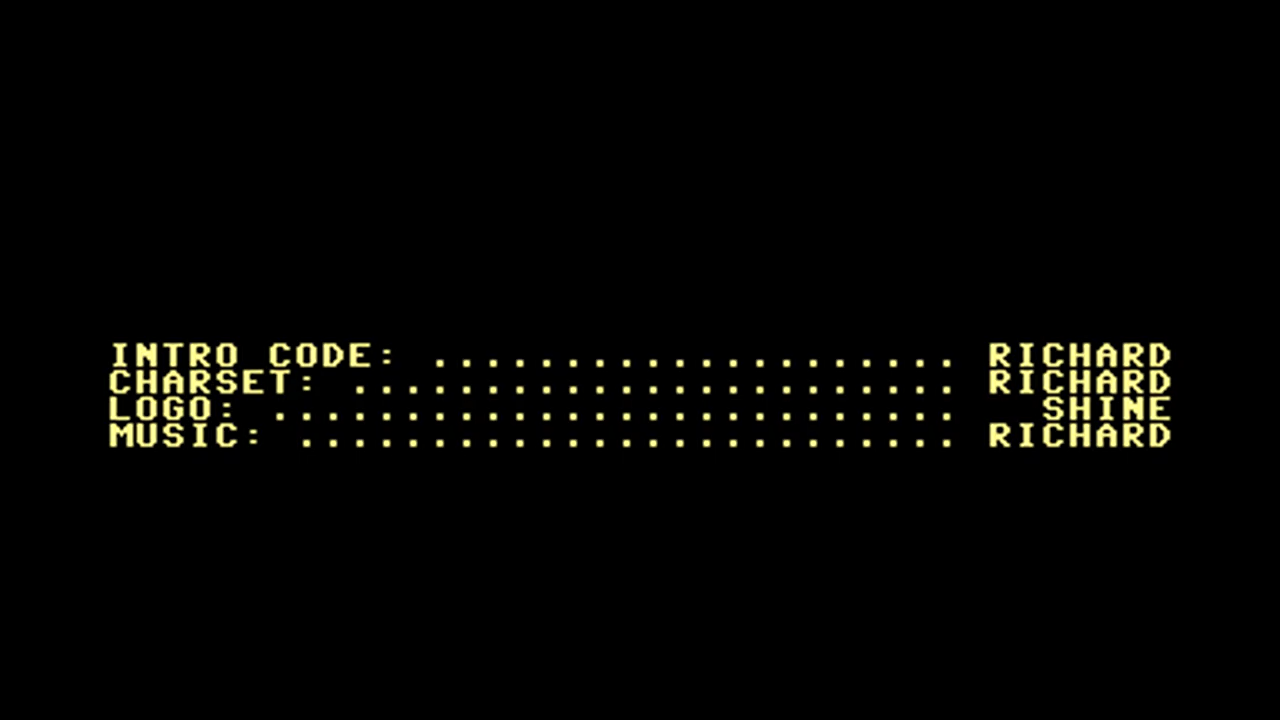 INTRO CODE: .................... RICHARD
CHARSET: ....................... RICHARD
LOGO: .......................... SHINE
MUSIC: ......................... RICHARD